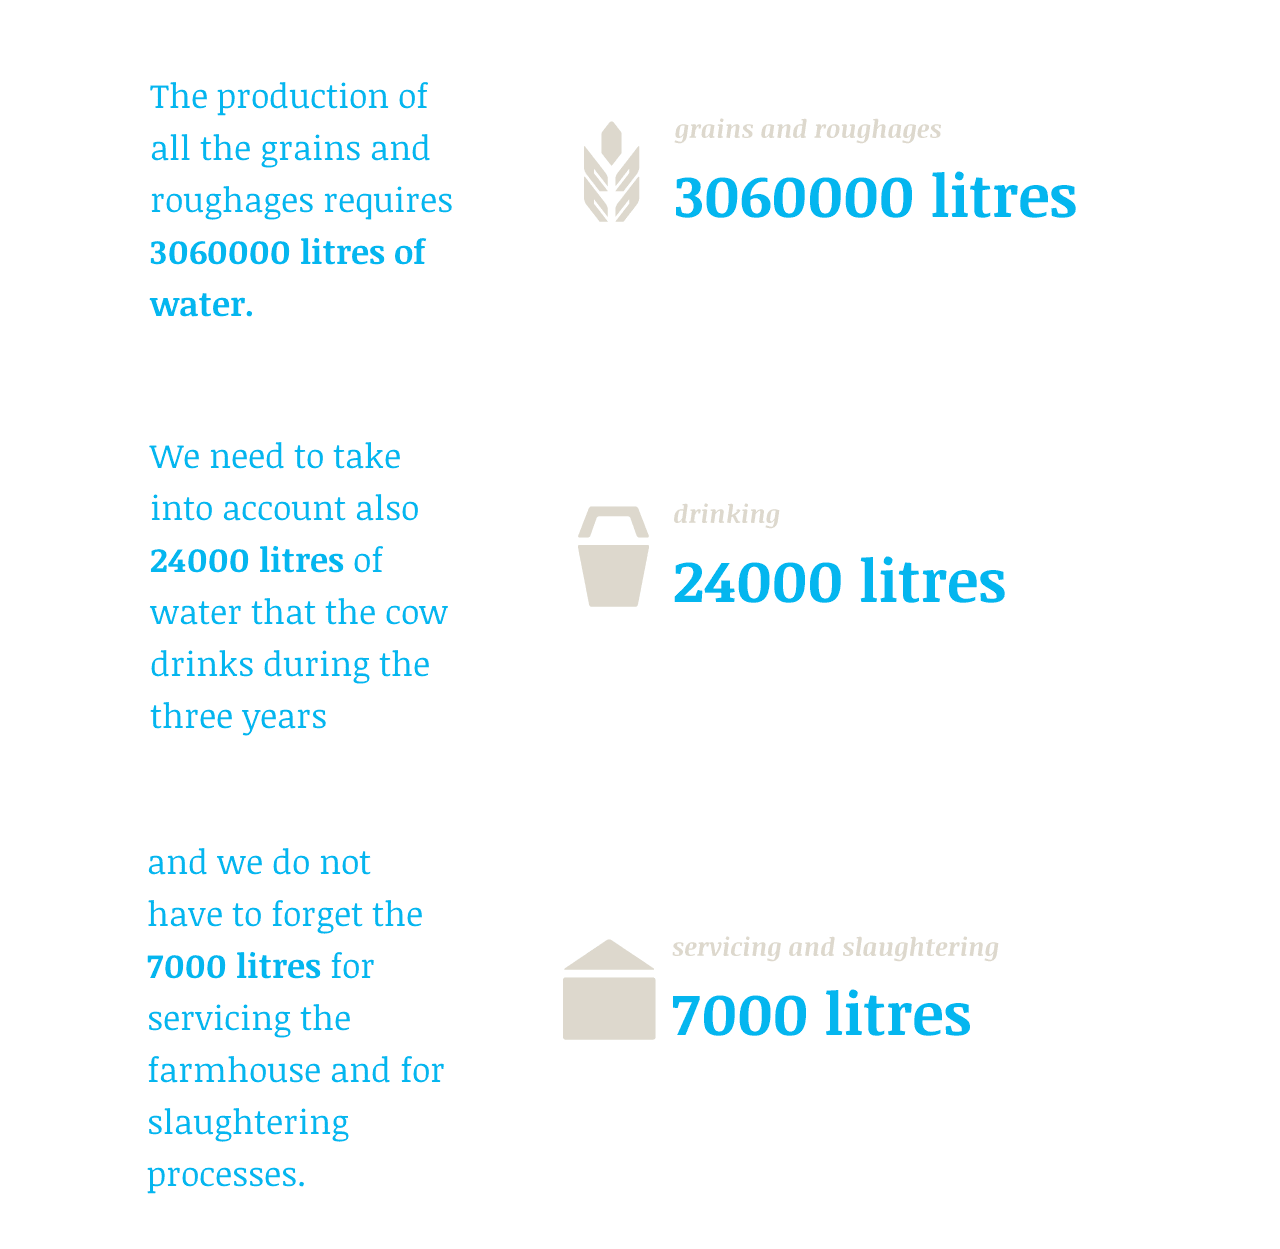 The production of
all the grains and
roughages requires
3060000 litres of
water.
grains and roughages
3060000 litres
We need to take
into account also
24000 litres of
water that the cow
drinks during the
three years
drinking
24000 litres
and we do not
have to forget the
7000 litres for
servicing the
farmhouse and for
slaughtering
processes.
servicing and slaughtering
7000 litres